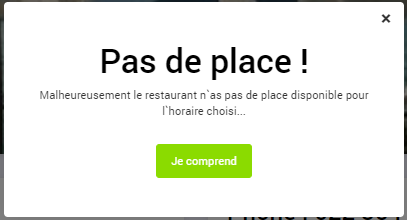 ×
Pas de place !
Malheureusement le restaurant n`as pas de place disponible pour
l`horaire choisi...
Je comprend